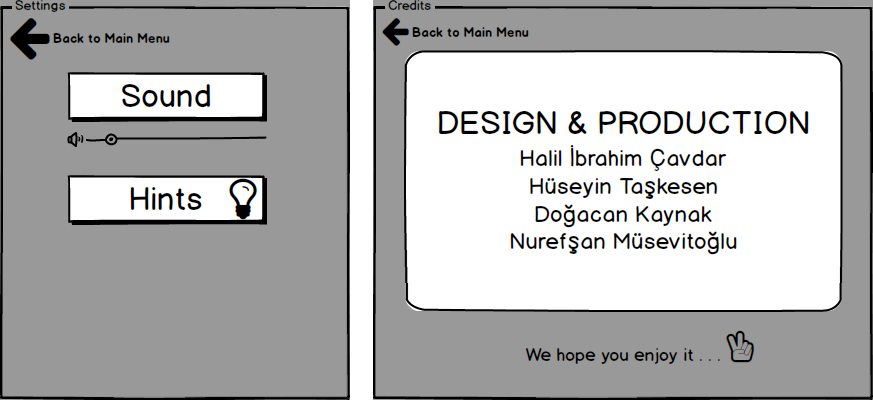 Settings
Back to Main Menu
Sound
Hints
Credits
Back to Main Menu
DESIGN & PRODUCTION
Halil İbrahim Çavdar
Hüseyin Taşkesen
Doğacan Kaynak
Nurefşan Müsevitoğlu
We hope you enjoy it . . .